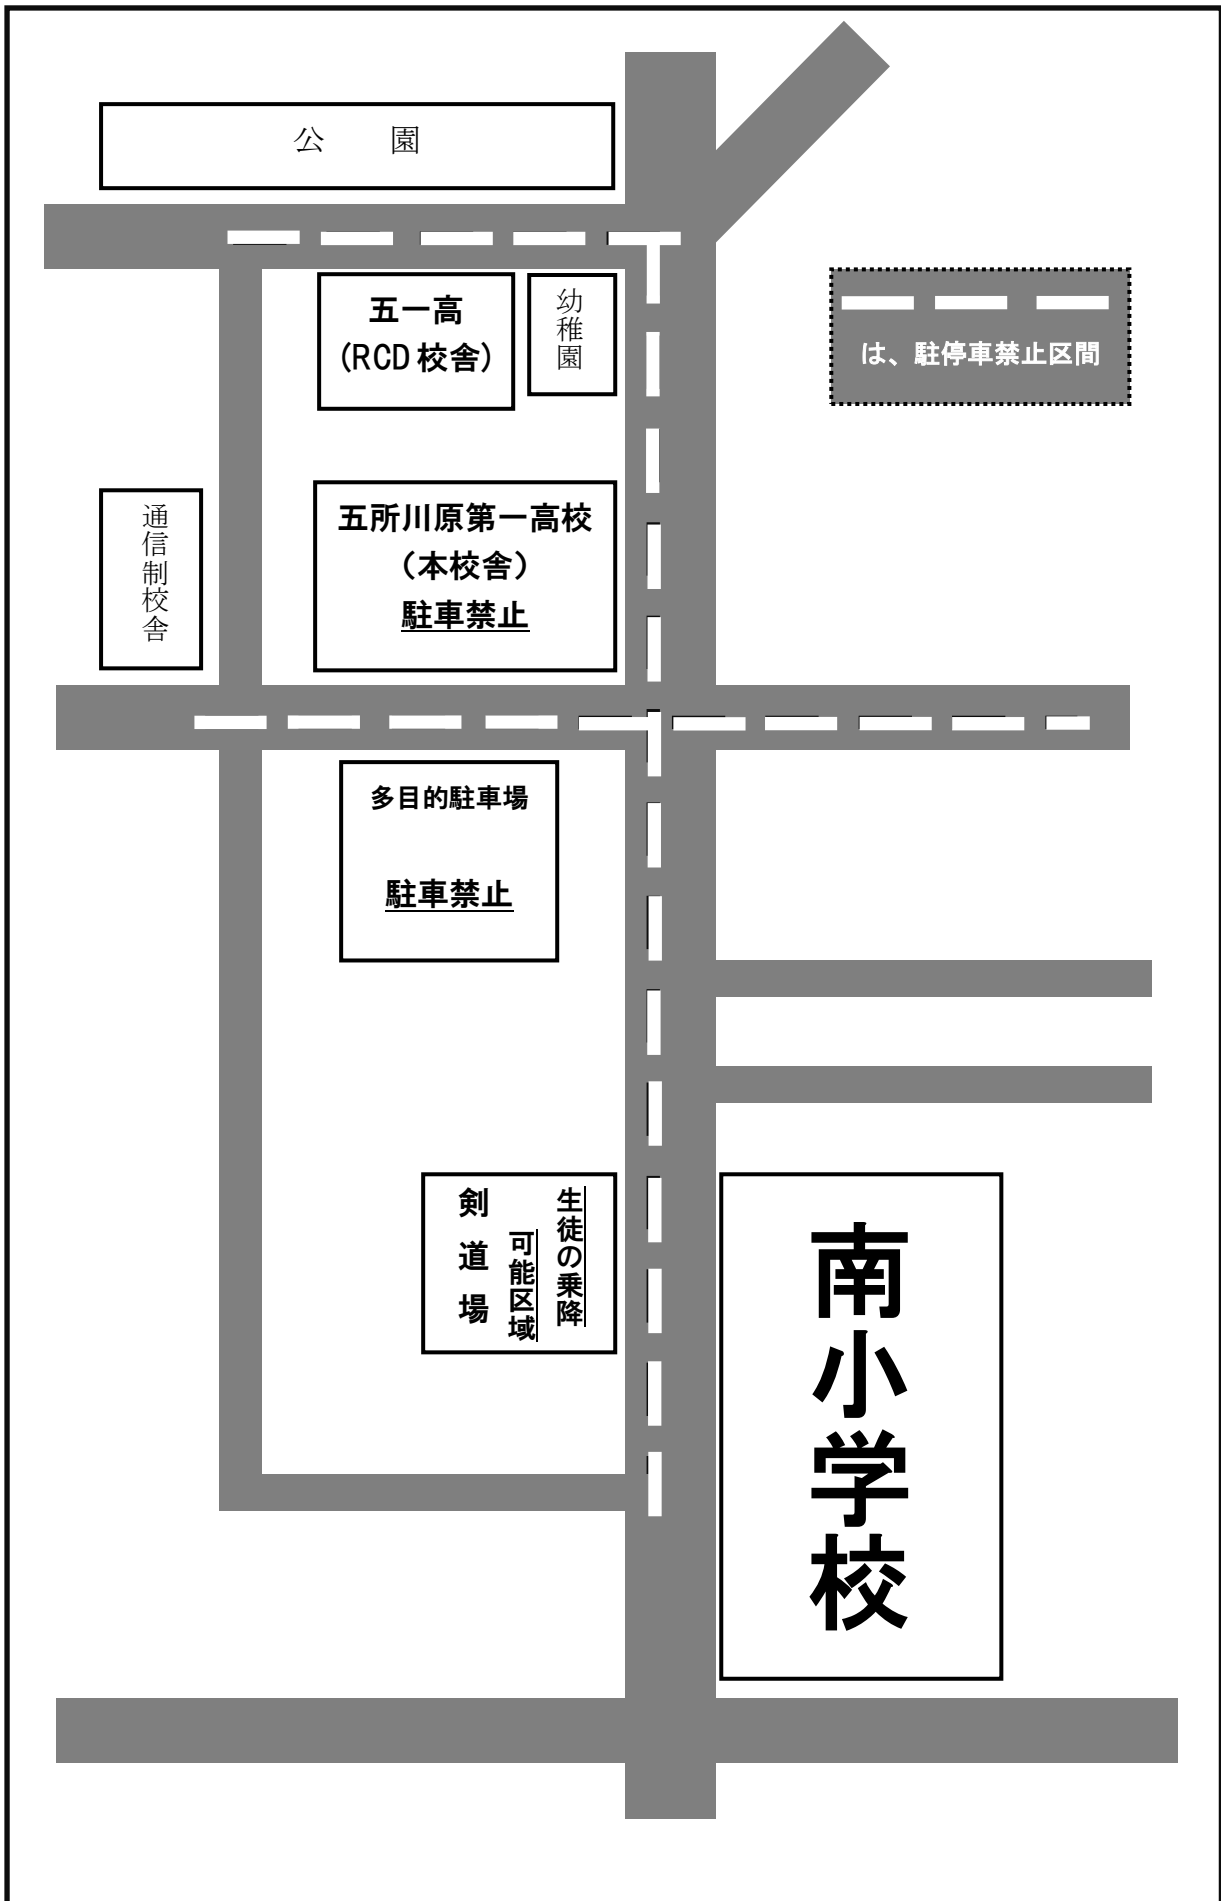 公　園
五一高
(RCD 校舎)
幼稚園
は、駐停車禁止区間
通信制校舎
五所川原第一高校
（本校舎）
駐車禁止
多目的駐車場
駐車禁止
生徒の乗降
可能区域
剣道場
南小学校